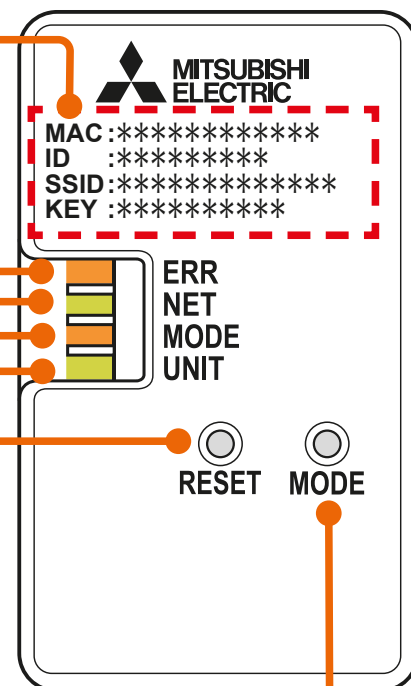 MITSUBISHI
ELECTRIC
MAC :************
ID :*********
SSID:*************
KEY :**********
ERR
NET
MODE
UNIT
RESET MODE